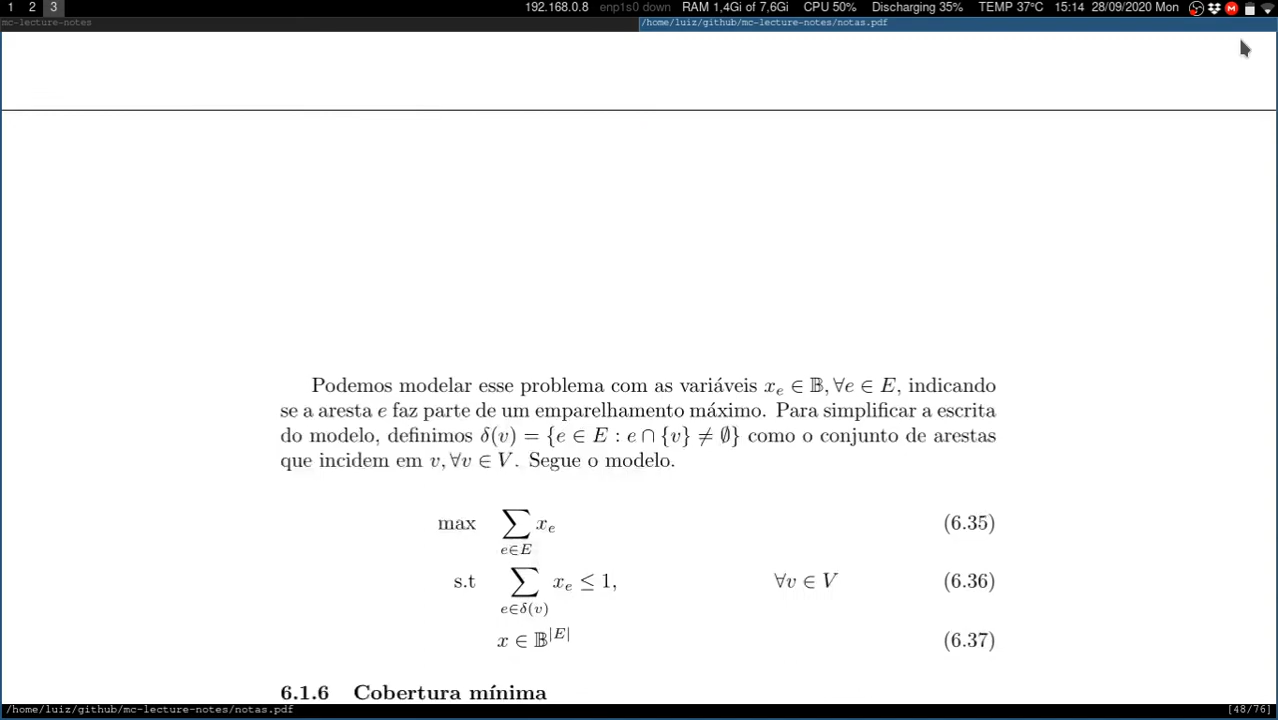 1 2 3 192.168.0.8 enp1s0 down RAM 1,4Gi of 7,6Gi CPU 50% Discharging 35% TEMP 37°C 15:14 28/09/2020 Mon
mc-lecture-notes /home/luiz/github/mc-lecture-notes/notas.pdf
Podemos modelar esse problema com as variáveis x_e ∈ 𝔹, ∀e ∈ E, indicando
se a aresta e faz parte de um emparelhamento máximo. Para simplificar a escrita
do modelo, definimos δ(v) = {e ∈ E : e ∩ {v} ≠ ∅} como o conjunto de arestas
que incidem em v, ∀v ∈ V. Segue o modelo.
max ∑_{e∈E} x_e (6.35)
s.t ∑_{e∈δ(v)} x_e ≤ 1, ∀v ∈ V (6.36)
x ∈ 𝔹^{|E|} (6.37)
6.1.6 Cobertura mínima
/home/luiz/github/mc-lecture-notes/notas.pdf [48/76]